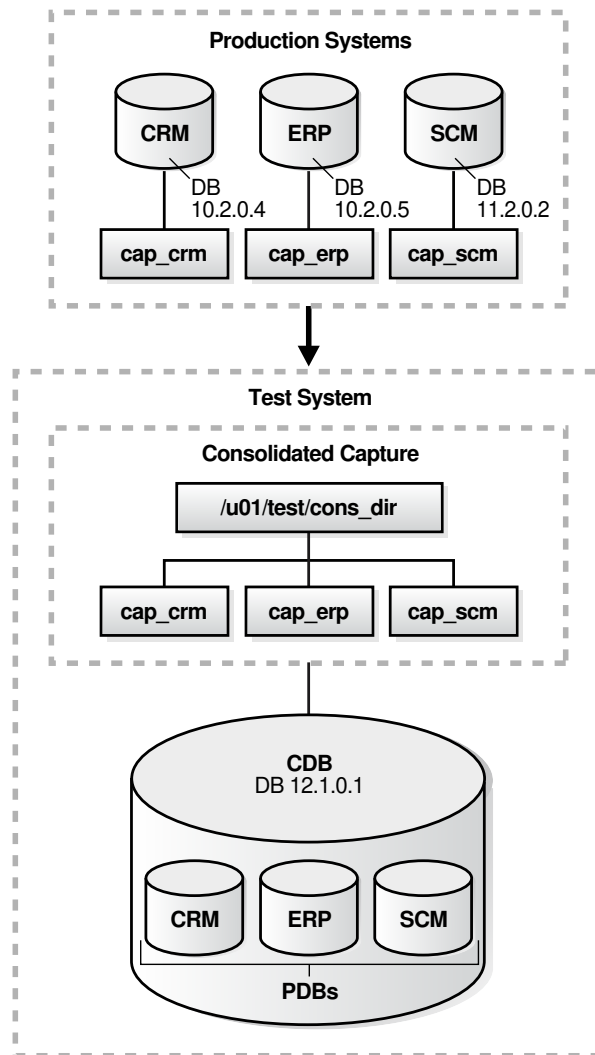 Production Systems
CRM
ERP
SCM
DB
10.2.0.4
DB
10.2.0.5
DB
11.2.0.2
cap_crm
cap_erp
cap_scm
Test System
Consolidated Capture
/u01/test/cons_dir
cap_crm
cap_erp
cap_scm
CDB
DB 12.1.0.1
CRM
ERP
SCM
PDBs